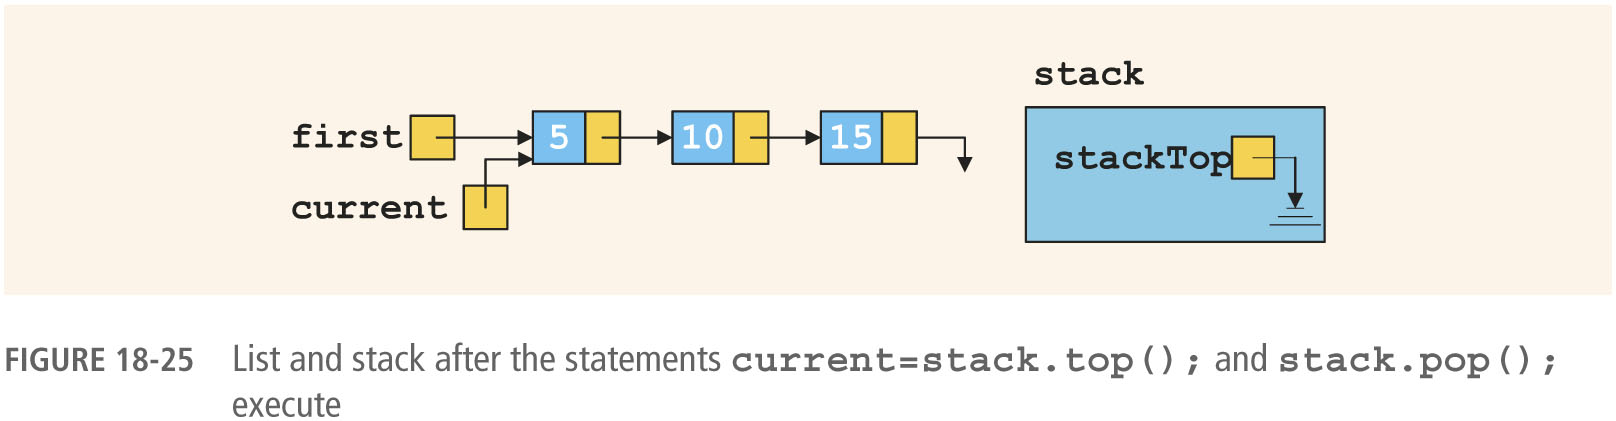 stack
first 5 10 15
stackTop
current
FIGURE 18-25 List and stack after the statements current=stack.top(); and stack.pop();
execute